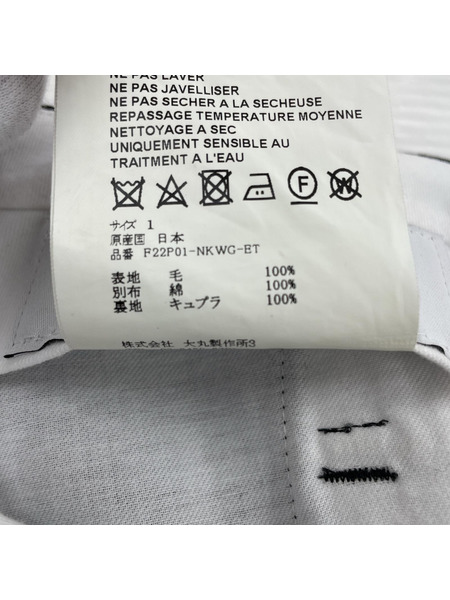 NE PAS LAVER
NE PAS JAVELLISER
NE PAS SECHER A LA SECHEUSE
REPASSAGE TEMPERATURE MOYENNE
NETTOYAGE A SEC
UNIQUEMENT SENSIBLE AU
TRAITMENT A L'EAU
F W
サイズ 1
原産国 日本
品番 F22P01-NKWG-ET
表地 毛 100%
別布 綿 100%
裏地 キュプラ 100%
株式会社 大丸製作所3